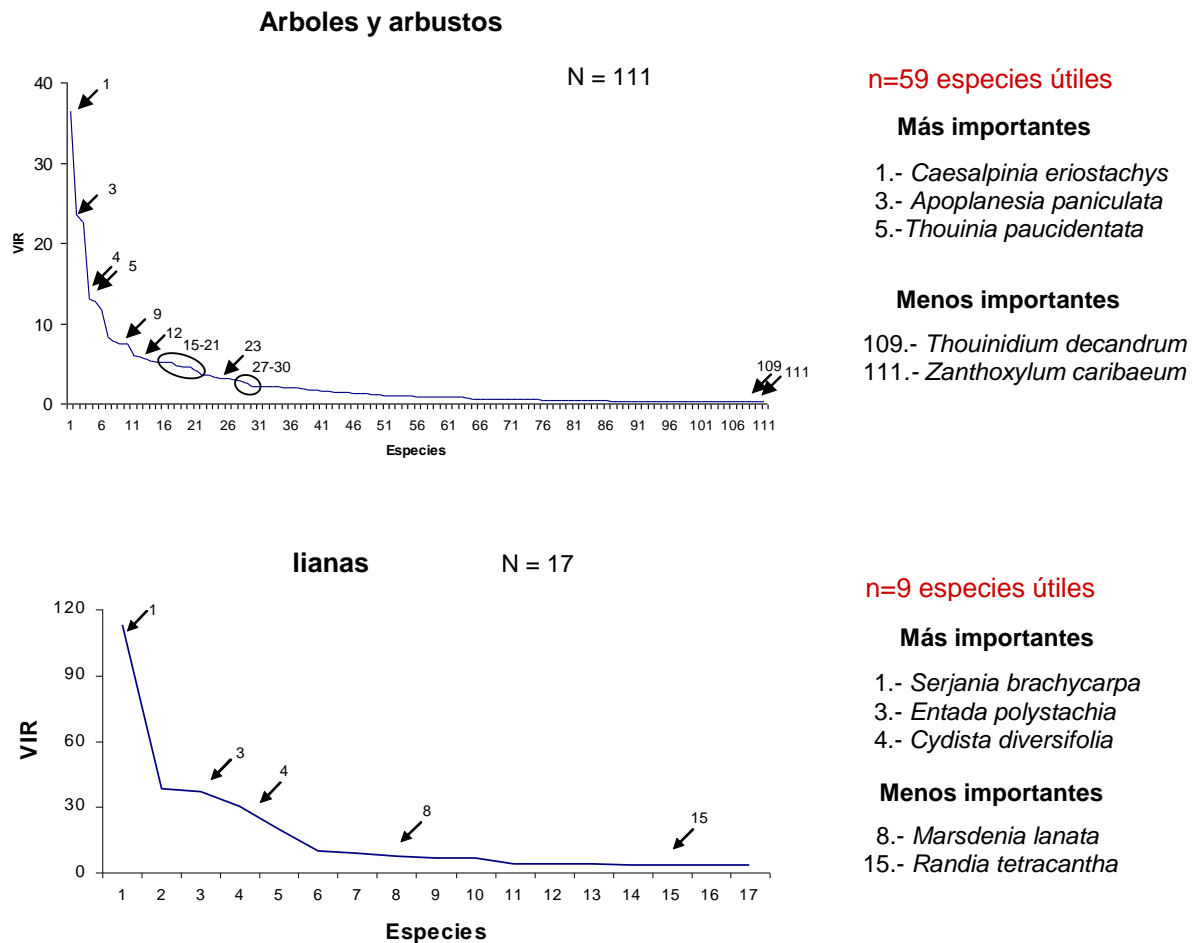 Arboles y arbustos
N = 111
n=59 especies útiles
Más importantes
1.- Caesalpinia eriostachys
3.- Apoplanesia paniculata
5.-Thouinia paucidentata
Menos importantes
109.- Thouinidium decandrum
111.- Zanthoxylum caribaeum
40
30
20
10
0
VIR
1
3
4
5
9
12
15-21
23
27-30
109
111
1 6 11 16 21 26 31 36 41 46 51 56 61 66 71 76 81 86 91 96 101 106 111
Especies
lianas
N = 17
n=9 especies útiles
Más importantes
1.- Serjania brachycarpa
3.- Entada polystachia
4.- Cydista diversifolia
Menos importantes
8.- Marsdenia lanata
15.- Randia tetracantha
120
90
60
30
0
VIR
1
3
4
8
15
1 2 3 4 5 6 7 8 9 10 11 12 13 14 15 16 17
Especies